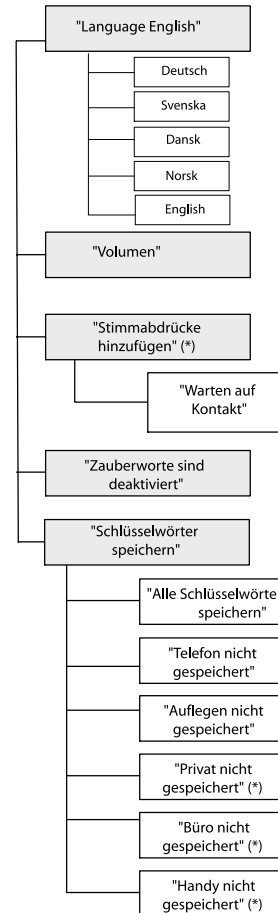 "Language English"
Deutsch
Svenska
Dansk
Norsk
English
"Volumen"
"Stimmabdrücke
hinzufügen" (*)
"Warten auf
Kontakt"
"Zauberworte sind
deaktiviert"
"Schlüsselwörter
speichern"
"Alle Schlüsselwörte
speichern"
"Telefon nicht
gespeichert"
"Auflegen nicht
gespeichert"
"Privat nicht
gespeichert" (*)
"Büro nicht
gespeichert" (*)
"Handy nicht
gespeichert" (*)